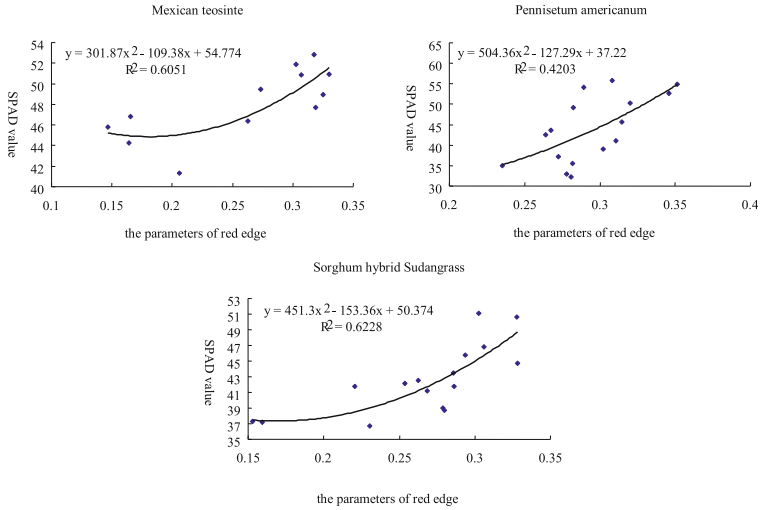 Mexican teosinte
y = 301.87x2- 109.38x + 54.774
R2 = 0.6051
SPAD value
54
52
50
48
46
44
42
40
0.1 0.15 0.2 0.25 0.3 0.35
the parameters of red edge
Pennisetum americanum
y = 504.36x2- 127.29x + 37.22
R2 = 0.4203
SPAD value
65
60
55
50
45
40
35
30
0.2 0.25 0.3 0.35 0.4
the parameters of red edge
Sorghum hybrid Sudangrass
y = 451.3x2- 153.36x + 50.374
R2 = 0.6228
SPAD value
53
51
49
47
45
43
41
39
37
35
0.15 0.2 0.25 0.3 0.35
the parameters of red edge